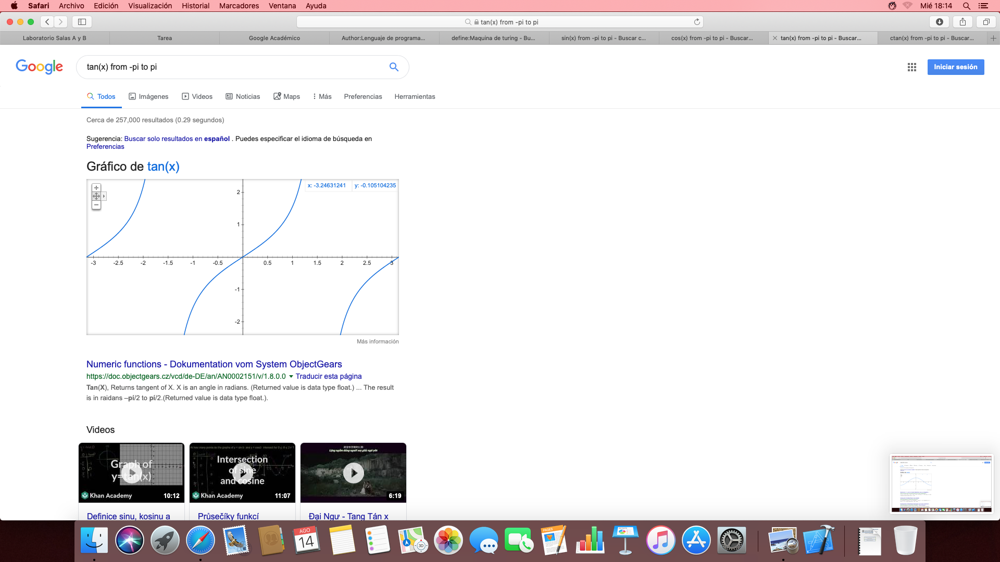 Safari Archivo Edición Visualización Historial Marcadores Ventana Ayuda Mié 18:14
tan(x) from -pi to pi
Laboratorio Salas A y B Tarea Google Académico Author:Lenguaje de programa... define:Maquina de turing - Bu... sin(x) from -pi to pi - Buscar c... cos(x) from -pi to pi - Buscar... tan(x) from -pi to pi - Buscar... ctan(x) from -pi to pi - Buscar...
Google tan(x) from -pi to pi Iniciar sesión
Todos Imágenes Videos Noticias Maps Más Preferencias Herramientas
Cerca de 257,000 resultados (0.29 segundos)
Sugerencia: Buscar solo resultados en español . Puedes especificar el idioma de búsqueda en
Preferencias
Gráfico de tan(x)
x: -3.24631241 y: -0.105104235
2
1
-3 -2.5 -2 -1.5 -1 -0.5 0.5 1 1.5 2 2.5 3
-1
-2
Más información
Numeric functions - Dokumentation vom System ObjectGears
https://doc.objectgears.cz/vcd/de-DE/an/AN0002151/v/1.8.0.0 Traducir esta página
Tan(X), Returns tangent of X. X is an angle in radians. (Returned value is data type float.) ... The result
is in raidans –pí/2 to pí/2.(Returned value is data type float.).
Videos
Graph of
y=tan(x)
Khan Academy 10:12
Intersection
of sine
and cosine
Khan Academy 11:07
6:19
Definice sinu, kosinu a
Průsečíky funkcí
Đại Ngư - Tang Tán x
AGO
14
3D
PAGES